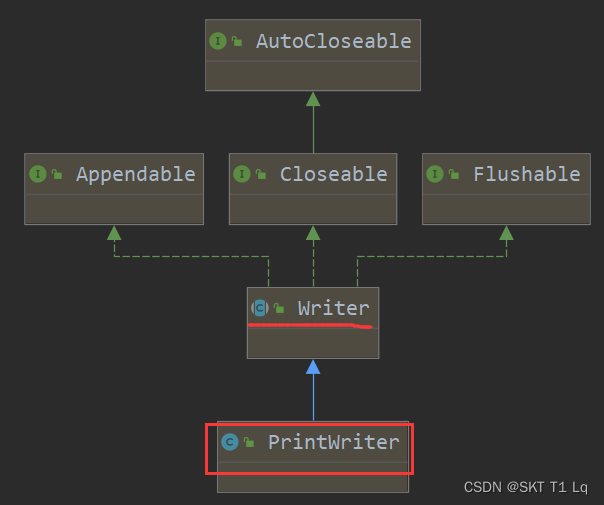 AutoCloseable
Appendable
Closeable
Flushable
Writer
PrintWriter
CSDN @SKT T1 Lq